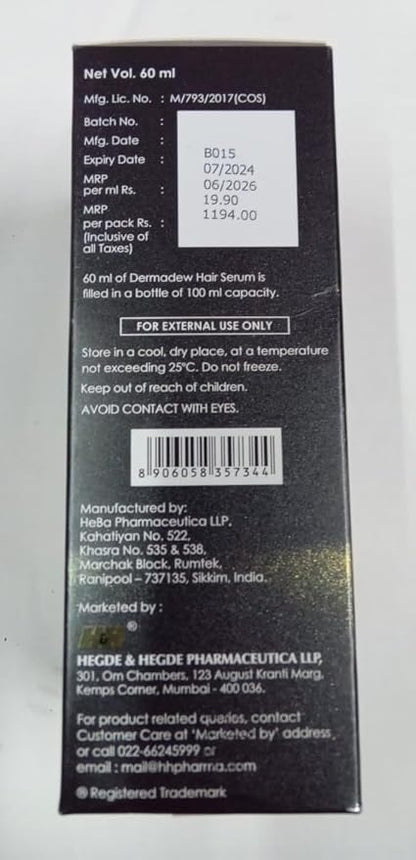 Net Vol. 60 ml
Mfg. Lic. No. : M/793/2017(COS)
Batch No. : B015
Mfg. Date : 07/2024
Expiry Date : 06/2026
MRP
per ml Rs. : 19.90
MRP
per pack Rs. : 1194.00
(Inclusive of
all Taxes)
60 ml of Dermadew Hair Serum is
filled in a bottle of 100 ml capacity.
FOR EXTERNAL USE ONLY
Store in a cool, dry place, at a temperature
not exceeding 25°C. Do not freeze.
Keep out of reach of children.
AVOID CONTACT WITH EYES.
8 906058 357344
Manufactured by:
HeBa Pharmaceutica LLP,
Kahatiyan No. 522,
Khasra No. 535 & 538,
Marchak Block, Rumtek,
Ranipool – 737135, Sikkim, India.
Marketed by :
®
HEGDE & HEGDE PHARMACEUTICA LLP,
301, Om Chambers, 123 August Kranti Marg,
Kemps Corner, Mumbai - 400 036.
For product related queries, contact
Customer Care at 'Marketed by' address
or call 022-66245999 or
email : mail@hhpharma.com
® Registered Trademark